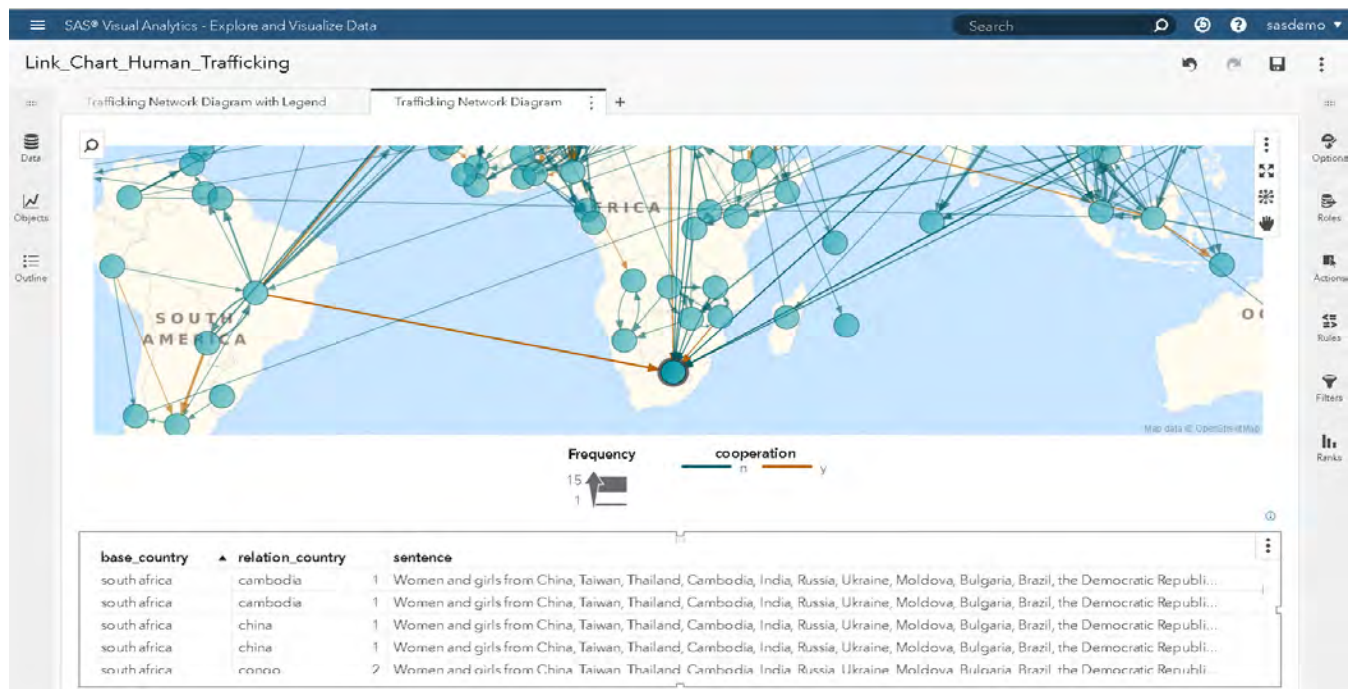 SAS® Visual Analytics - Explore and Visualize Data
Search
sasdemo
Link_Chart_Human_Trafficking
Trafficking Network Diagram with Legend
Trafficking Network Diagram
Data
Objects
Outline
Options
Roles
Actions
Rules
Filters
Ranks
RICA
SOUTH
AMERICA
Map data © OpenStreetMap
Frequency
15
1
cooperation
n
y
base_country relation_country sentence
south africa cambodia 1 Women and girls from China, Taiwan, Thailand, Cambodia, India, Russia, Ukraine, Moldova, Bulgaria, Brazil, the Democratic Republi...
south africa cambodia 1 Women and girls from China, Taiwan, Thailand, Cambodia, India, Russia, Ukraine, Moldova, Bulgaria, Brazil, the Democratic Republi...
south africa china 1 Women and girls from China, Taiwan, Thailand, Cambodia, India, Russia, Ukraine, Moldova, Bulgaria, Brazil, the Democratic Republi...
south africa china 1 Women and girls from China, Taiwan, Thailand, Cambodia, India, Russia, Ukraine, Moldova, Bulgaria, Brazil, the Democratic Republi...
south africa congo 2 Women and girls from China, Taiwan, Thailand, Cambodia, India, Russia, Ukraine, Moldova, Bulgaria, Brazil, the Democratic Republi...